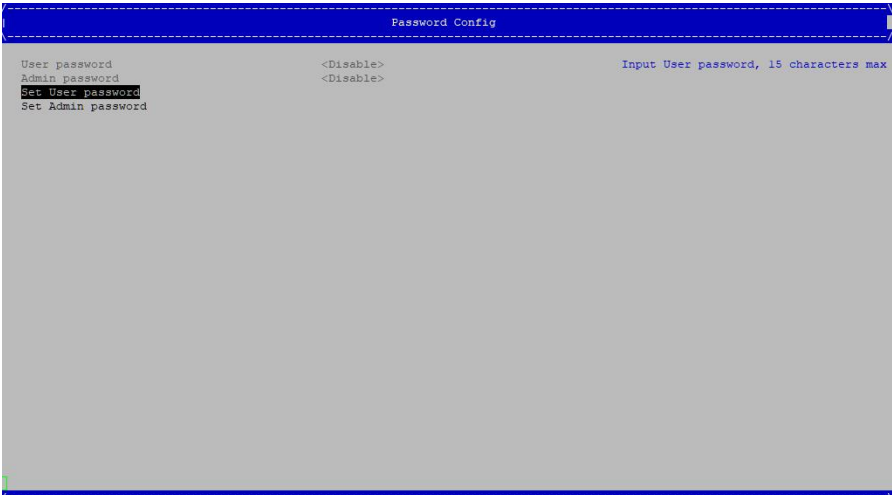 Password Config
User password <Disable> Input User password, 15 characters max
Admin password <Disable>
Set User password
Set Admin password